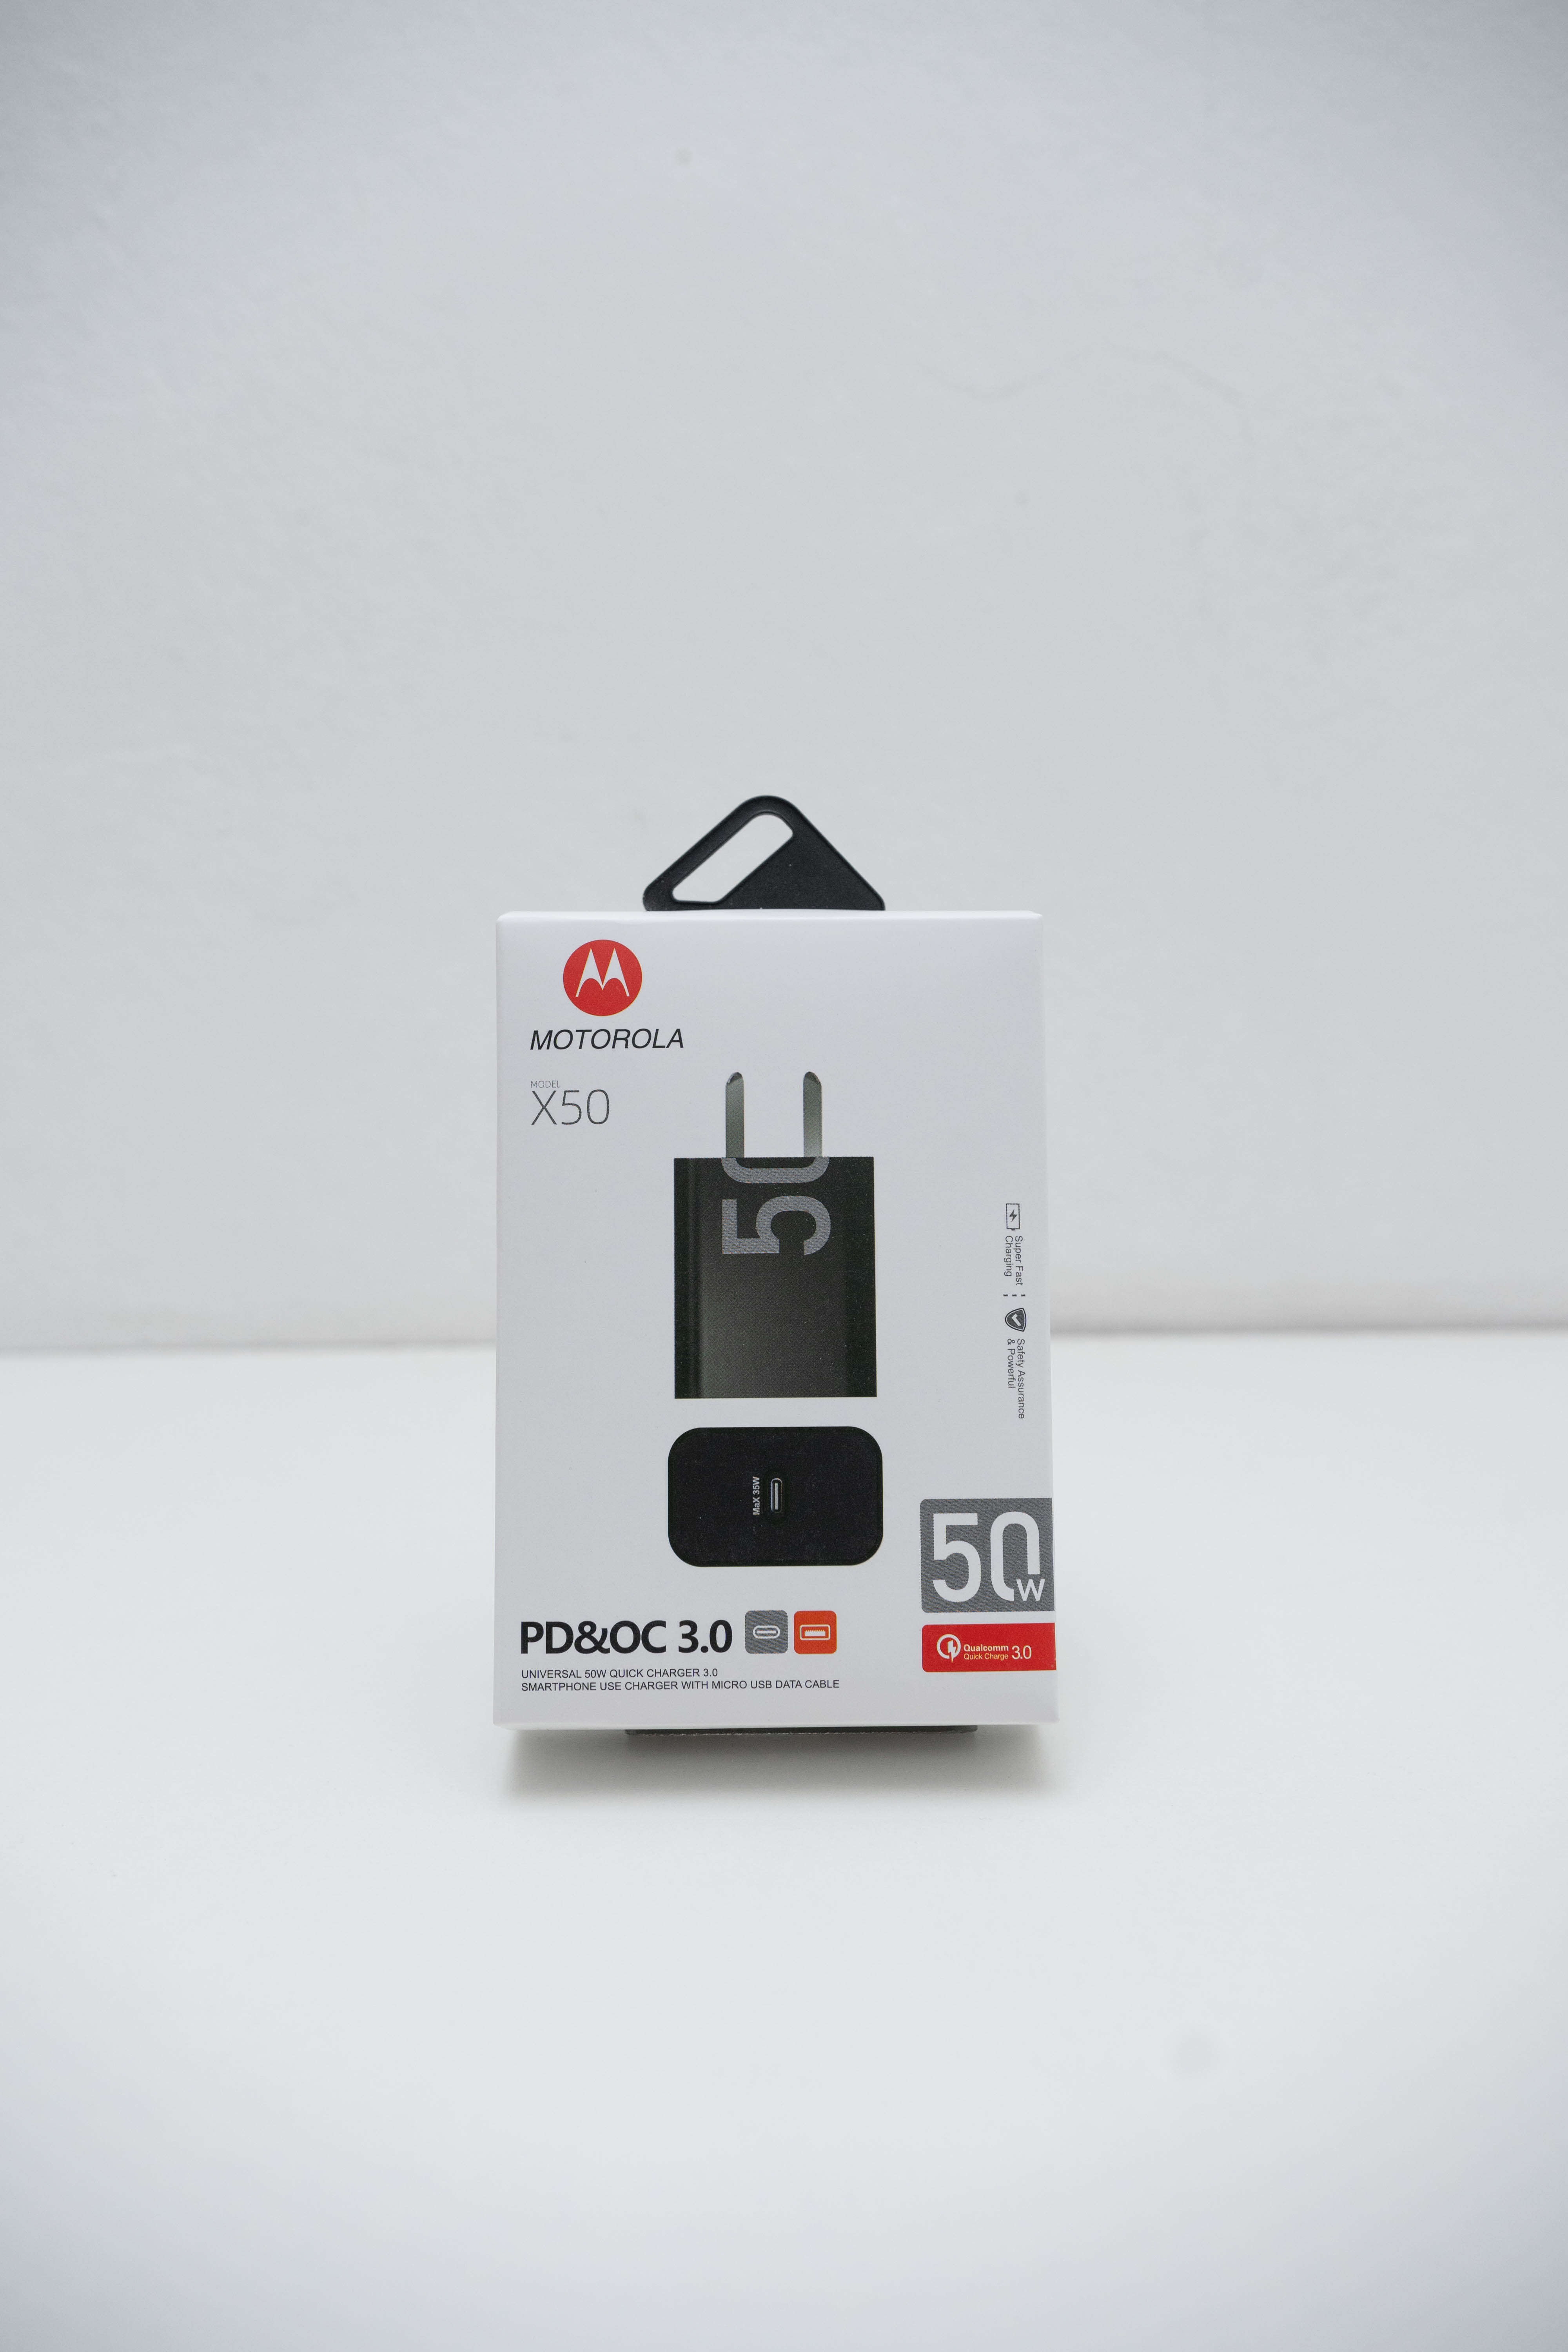 MOTOROLA
MODEL
X50
50
Super Fast
Charging
Safety Assurance
& Powerful
MaX 35W
50W
PD&OC 3.0
Qualcomm
Quick Charge 3.0
UNIVERSAL 50W QUICK CHARGER 3.0
SMARTPHONE USE CHARGER WITH MICRO USB DATA CABLE